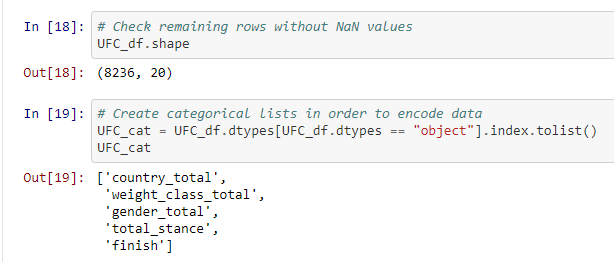 In [18]: # Check remaining rows without NaN values
UFC_df.shape
Out[18]: (8236, 20)
In [19]: # Create categorical lists in order to encode data
UFC_cat = UFC_df.dtypes[UFC_df.dtypes == "object"].index.tolist()
UFC_cat
Out[19]: ['country_total',
'weight_class_total',
'gender_total',
'total_stance',
'finish']